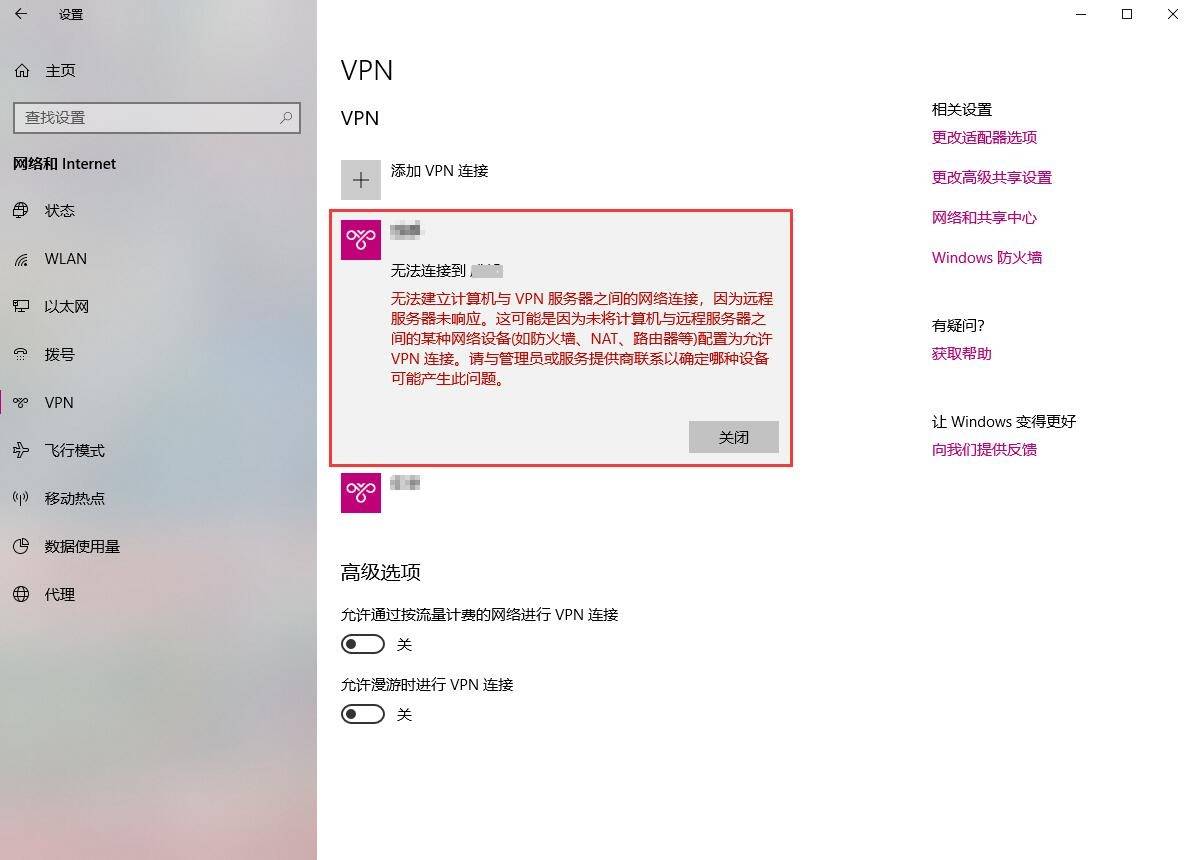 设置
主页
查找设置
网络和 Internet
状态
WLAN
以太网
拨号
VPN
飞行模式
移动热点
数据使用量
代理
VPN
VPN
添加 VPN 连接
无法连接到
无法建立计算机与 VPN 服务器之间的网络连接，因为远程
服务器未响应。这可能是因为未将计算机与远程服务器之
间的某种网络设备(如防火墙、NAT、路由器等)配置为允许
VPN 连接。请与管理员或服务提供商联系以确定哪种设备
可能产生此问题。
关闭
高级选项
允许通过按流量计费的网络进行 VPN 连接
关
允许漫游时进行 VPN 连接
关
相关设置
更改适配器选项
更改高级共享设置
网络和共享中心
Windows 防火墙
有疑问?
获取帮助
让 Windows 变得更好
向我们提供反馈